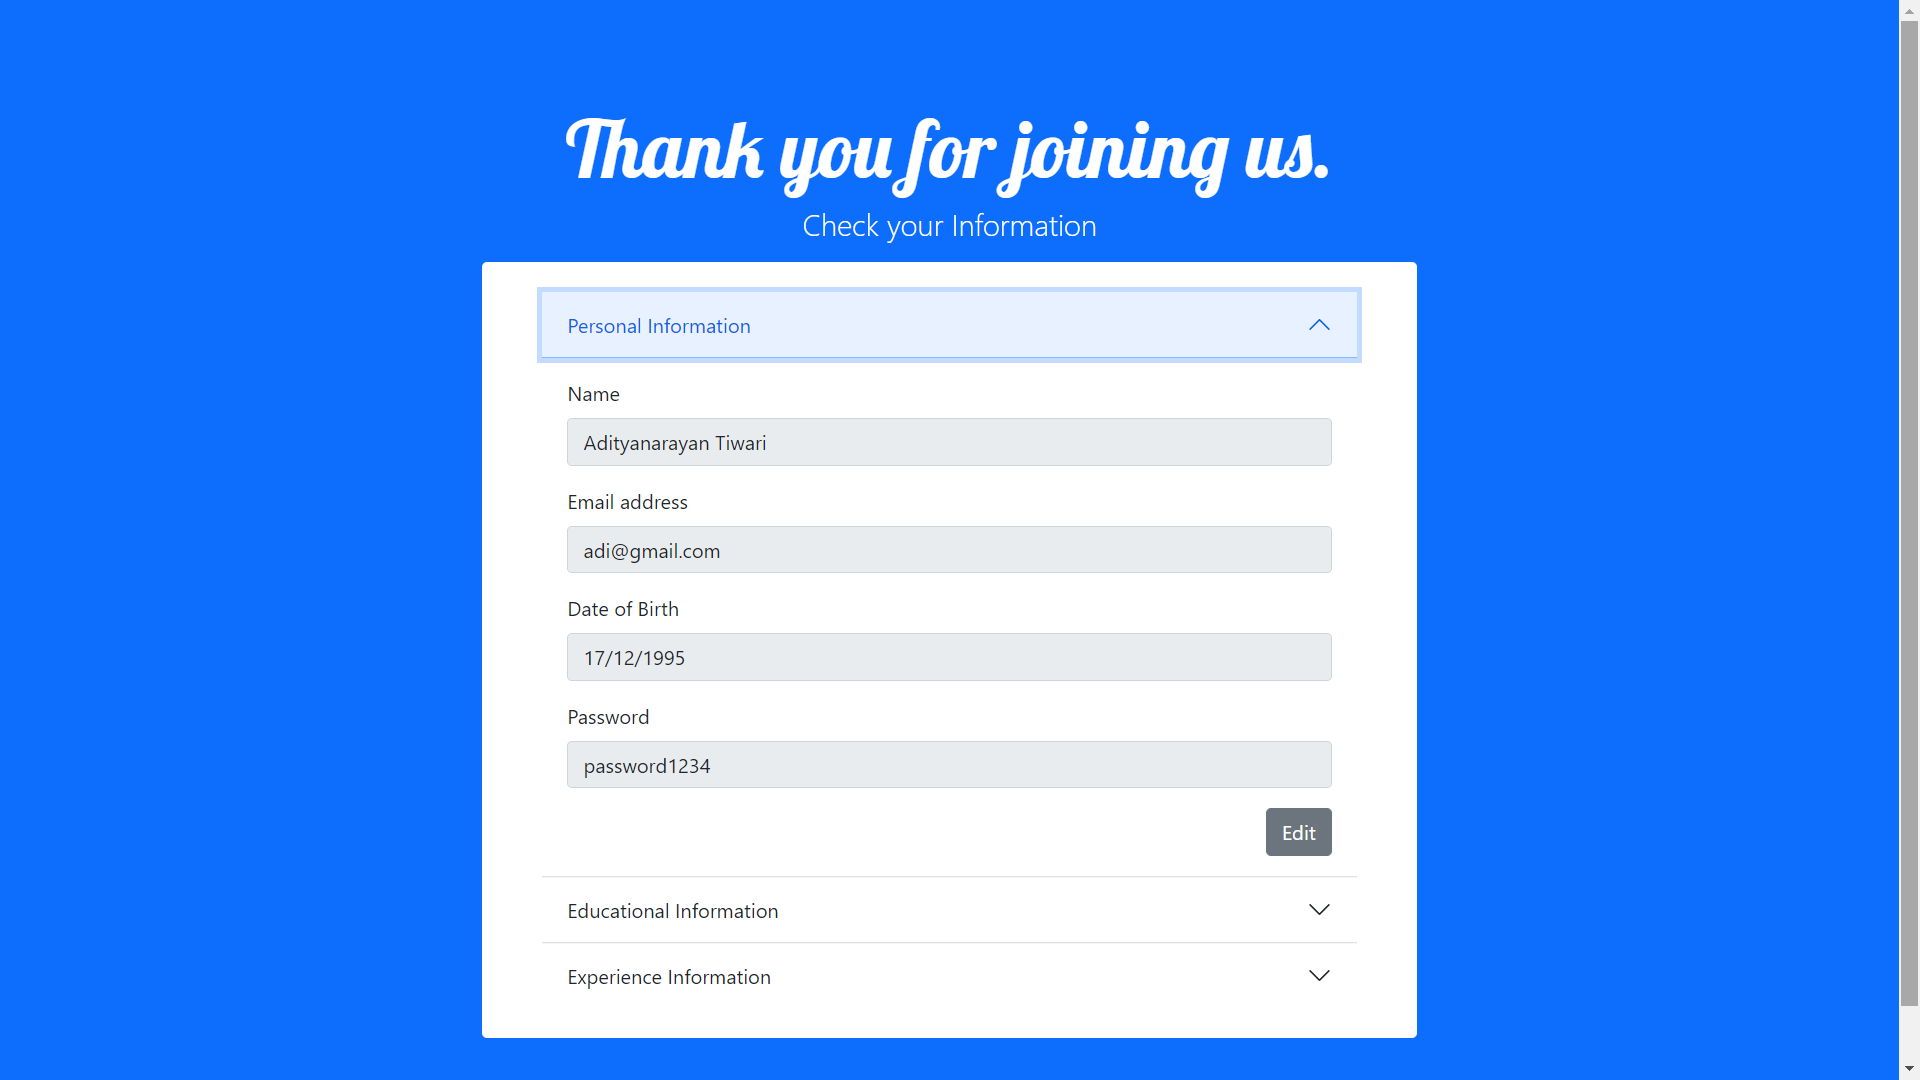 Thank you for joining us.
Check your Information
Personal Information
Name
Adityanarayan Tiwari
Email address
adi@gmail.com
Date of Birth
17/12/1995
Password
password1234
Edit
Educational Information
Experience Information